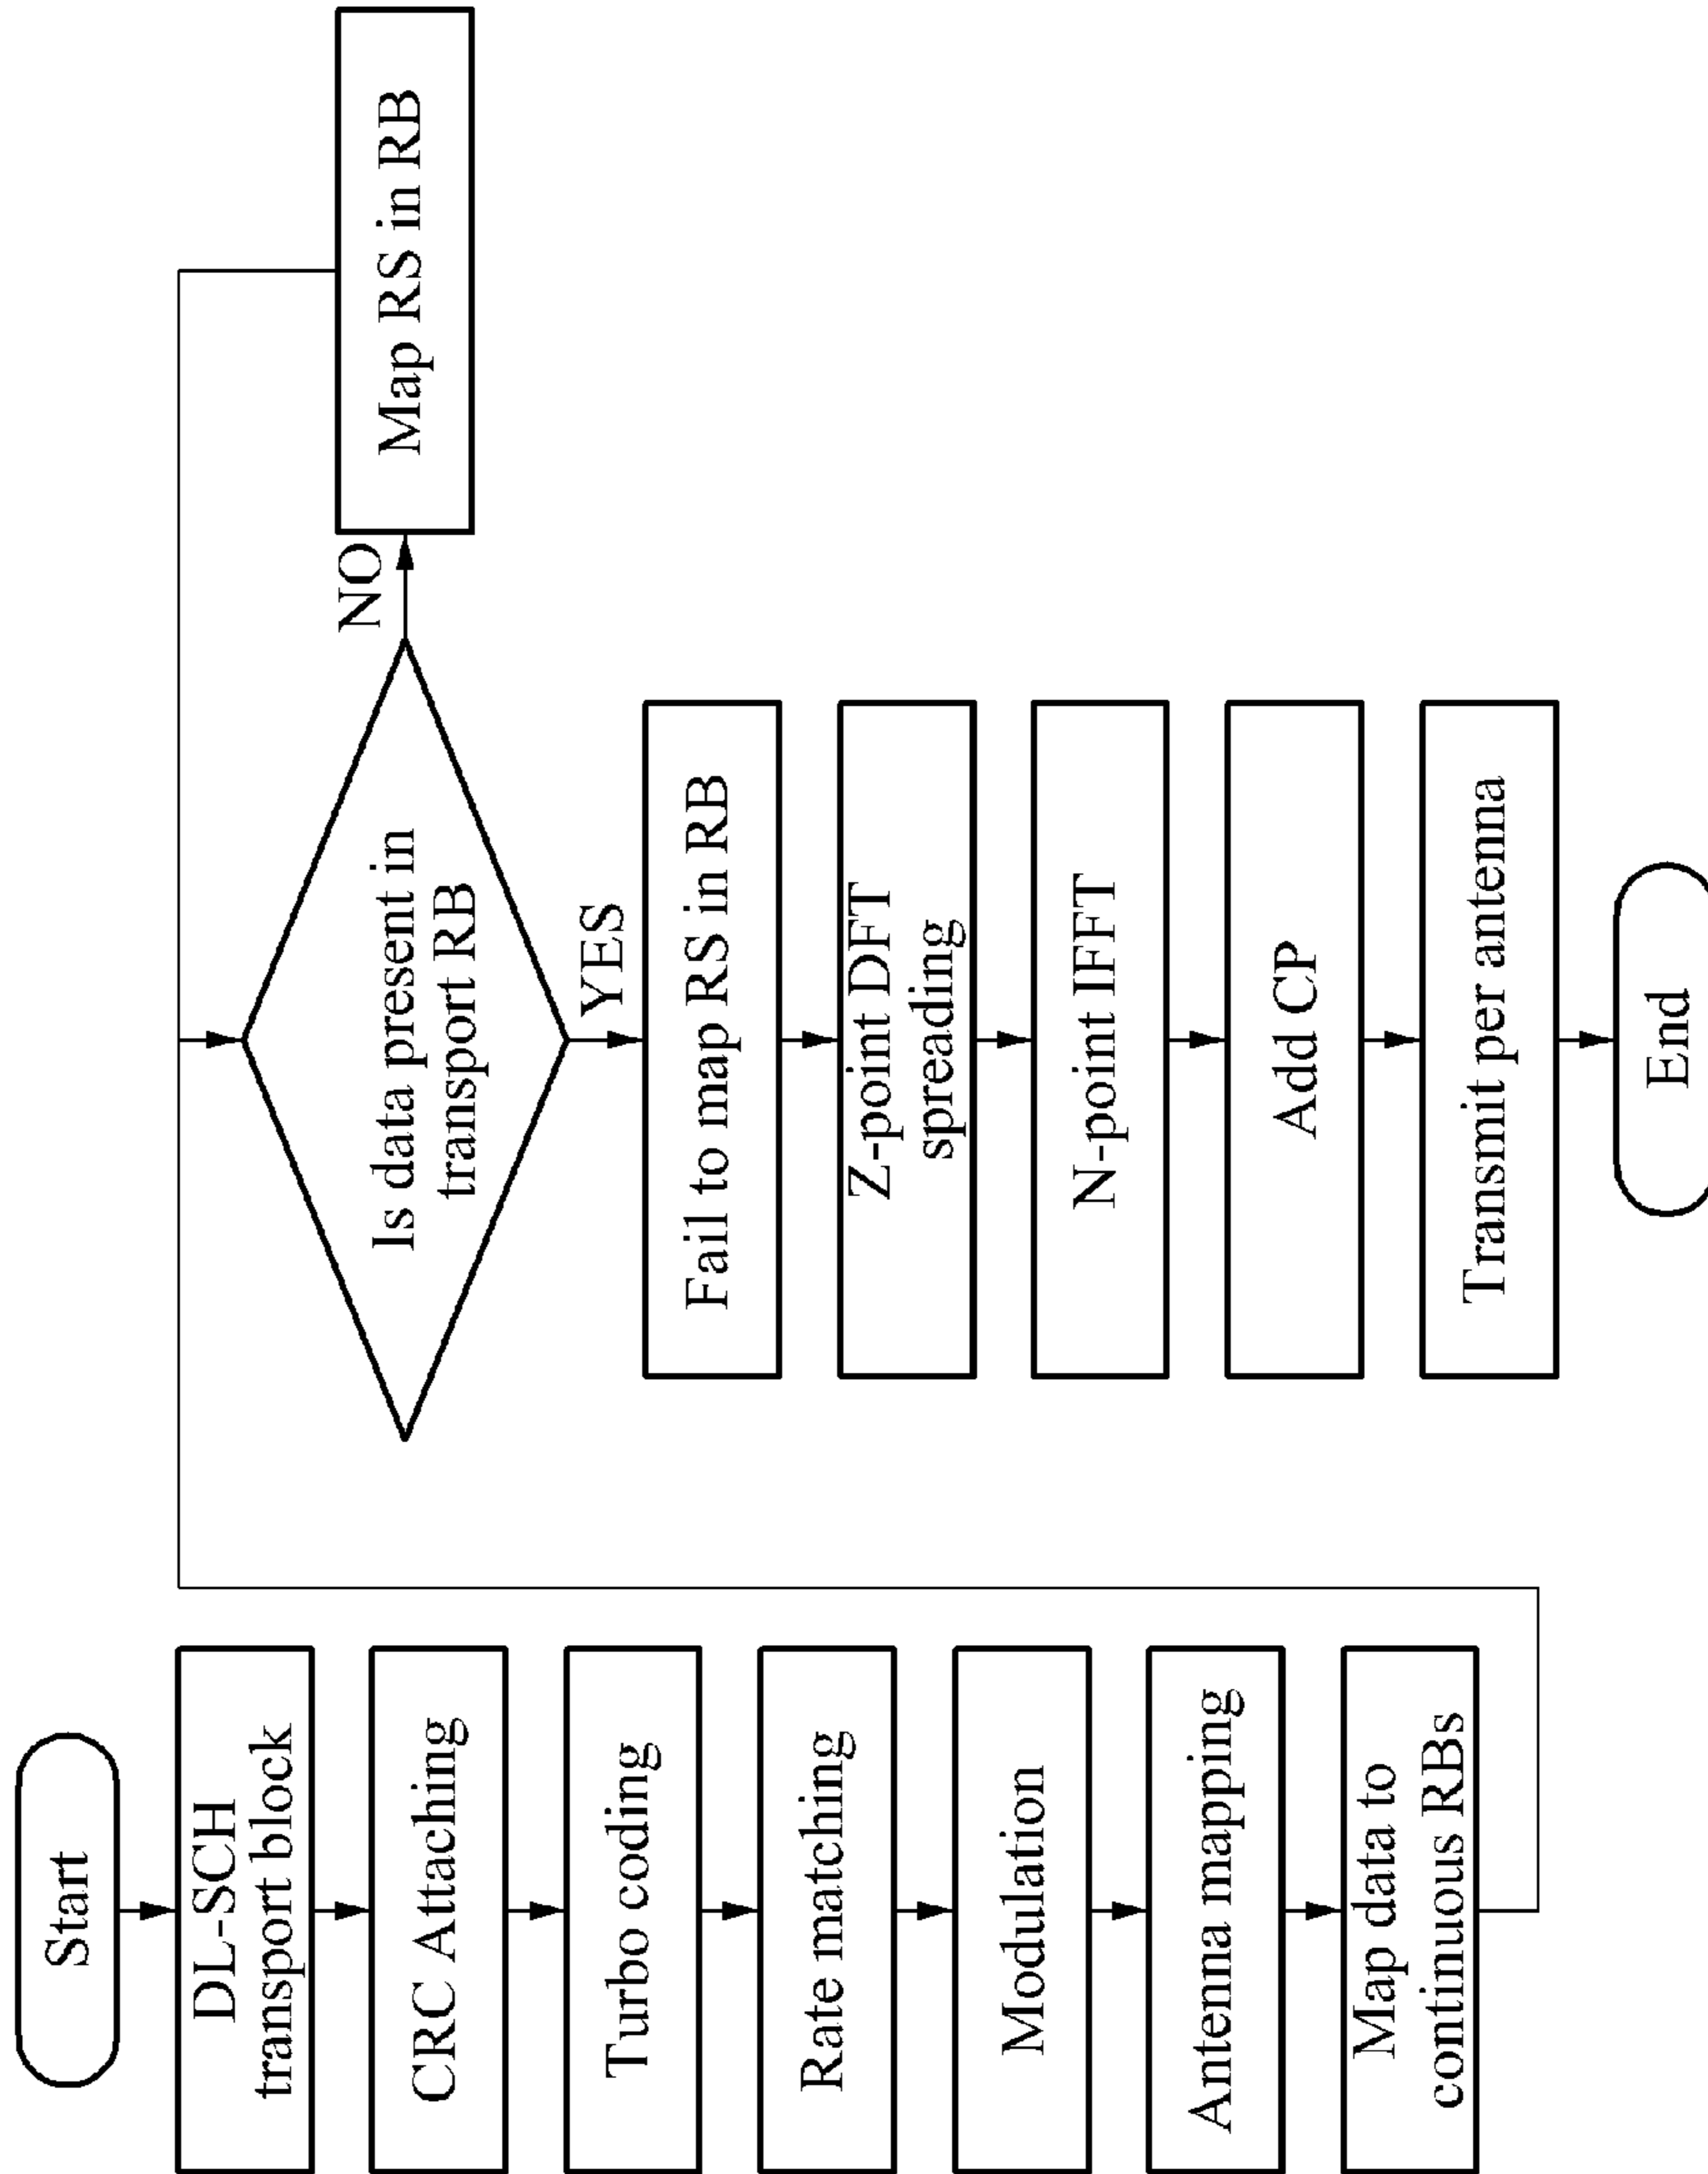 Start
DL-SCH
transport block
CRC Attaching
Turbo coding
Rate matching
Modulation
Antenna mapping
Map data to
continuous RBs
Is data present in
transport RB
NO
Map RS in RB
YES
Fail to map RS in RB
Z-point DFT
spreading
N-point IFFT
Add CP
Transmit per antenna
End